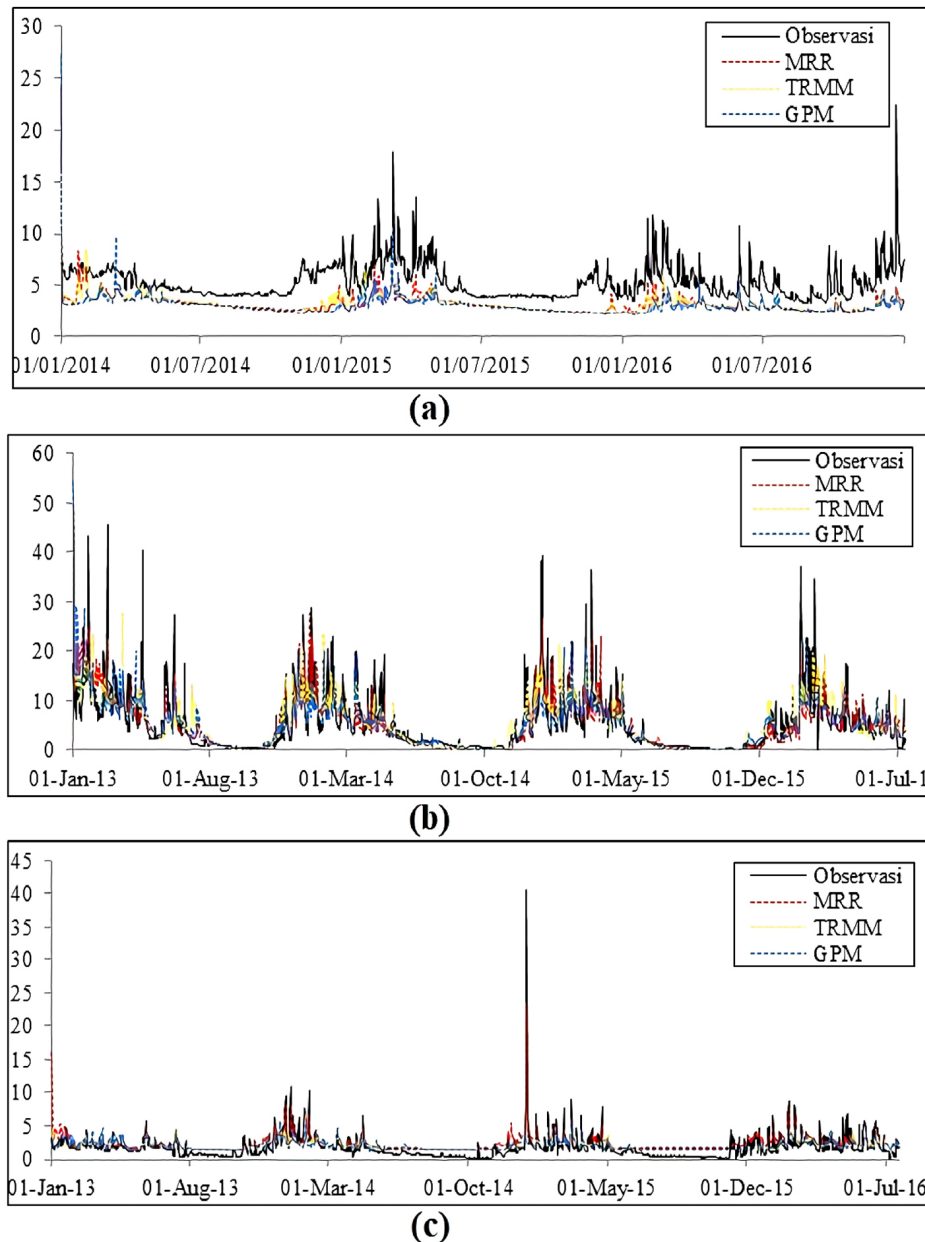 30
25
20
15
10
5
0
Observasi
MRR
TRMM
GPM
01/01/2014 01/07/2014 01/01/2015 01/07/2015 01/01/2016 01/07/2016
(a)
60
50
40
30
20
10
0
Observasi
MRR
TRMM
GPM
01-Jan-13 01-Aug-13 01-Mar-14 01-Oct-14 01-May-15 01-Dec-15 01-Jul-1
(b)
45
40
35
30
25
20
15
10
5
0
Observasi
MRR
TRMM
GPM
01-Jan-13 01-Aug-13 01-Mar-14 01-Oct-14 01-May-15 01-Dec-15 01-Jul-16
(c)